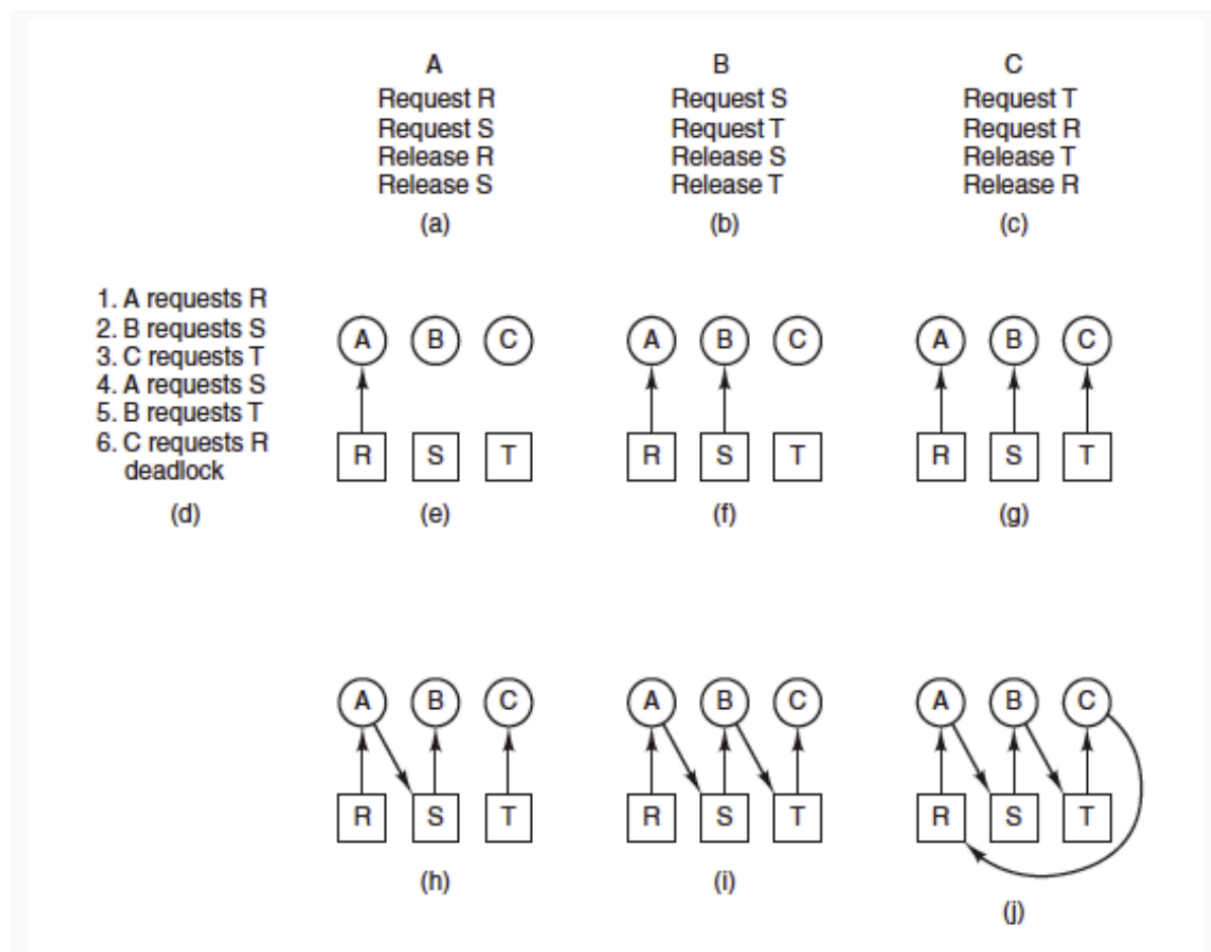 A
Request R
Request S
Release R
Release S
(a)
B
Request S
Request T
Release S
Release T
(b)
C
Request T
Request R
Release T
Release R
(c)
1. A requests R
2. B requests S
3. C requests T
4. A requests S
5. B requests T
6. C requests R
deadlock
(d)
A B C
R S T
(e)
A B C
R S T
(f)
A B C
R S T
(g)
A B C
R S T
(h)
A B C
R S T
(i)
A B C
R S T
(j)